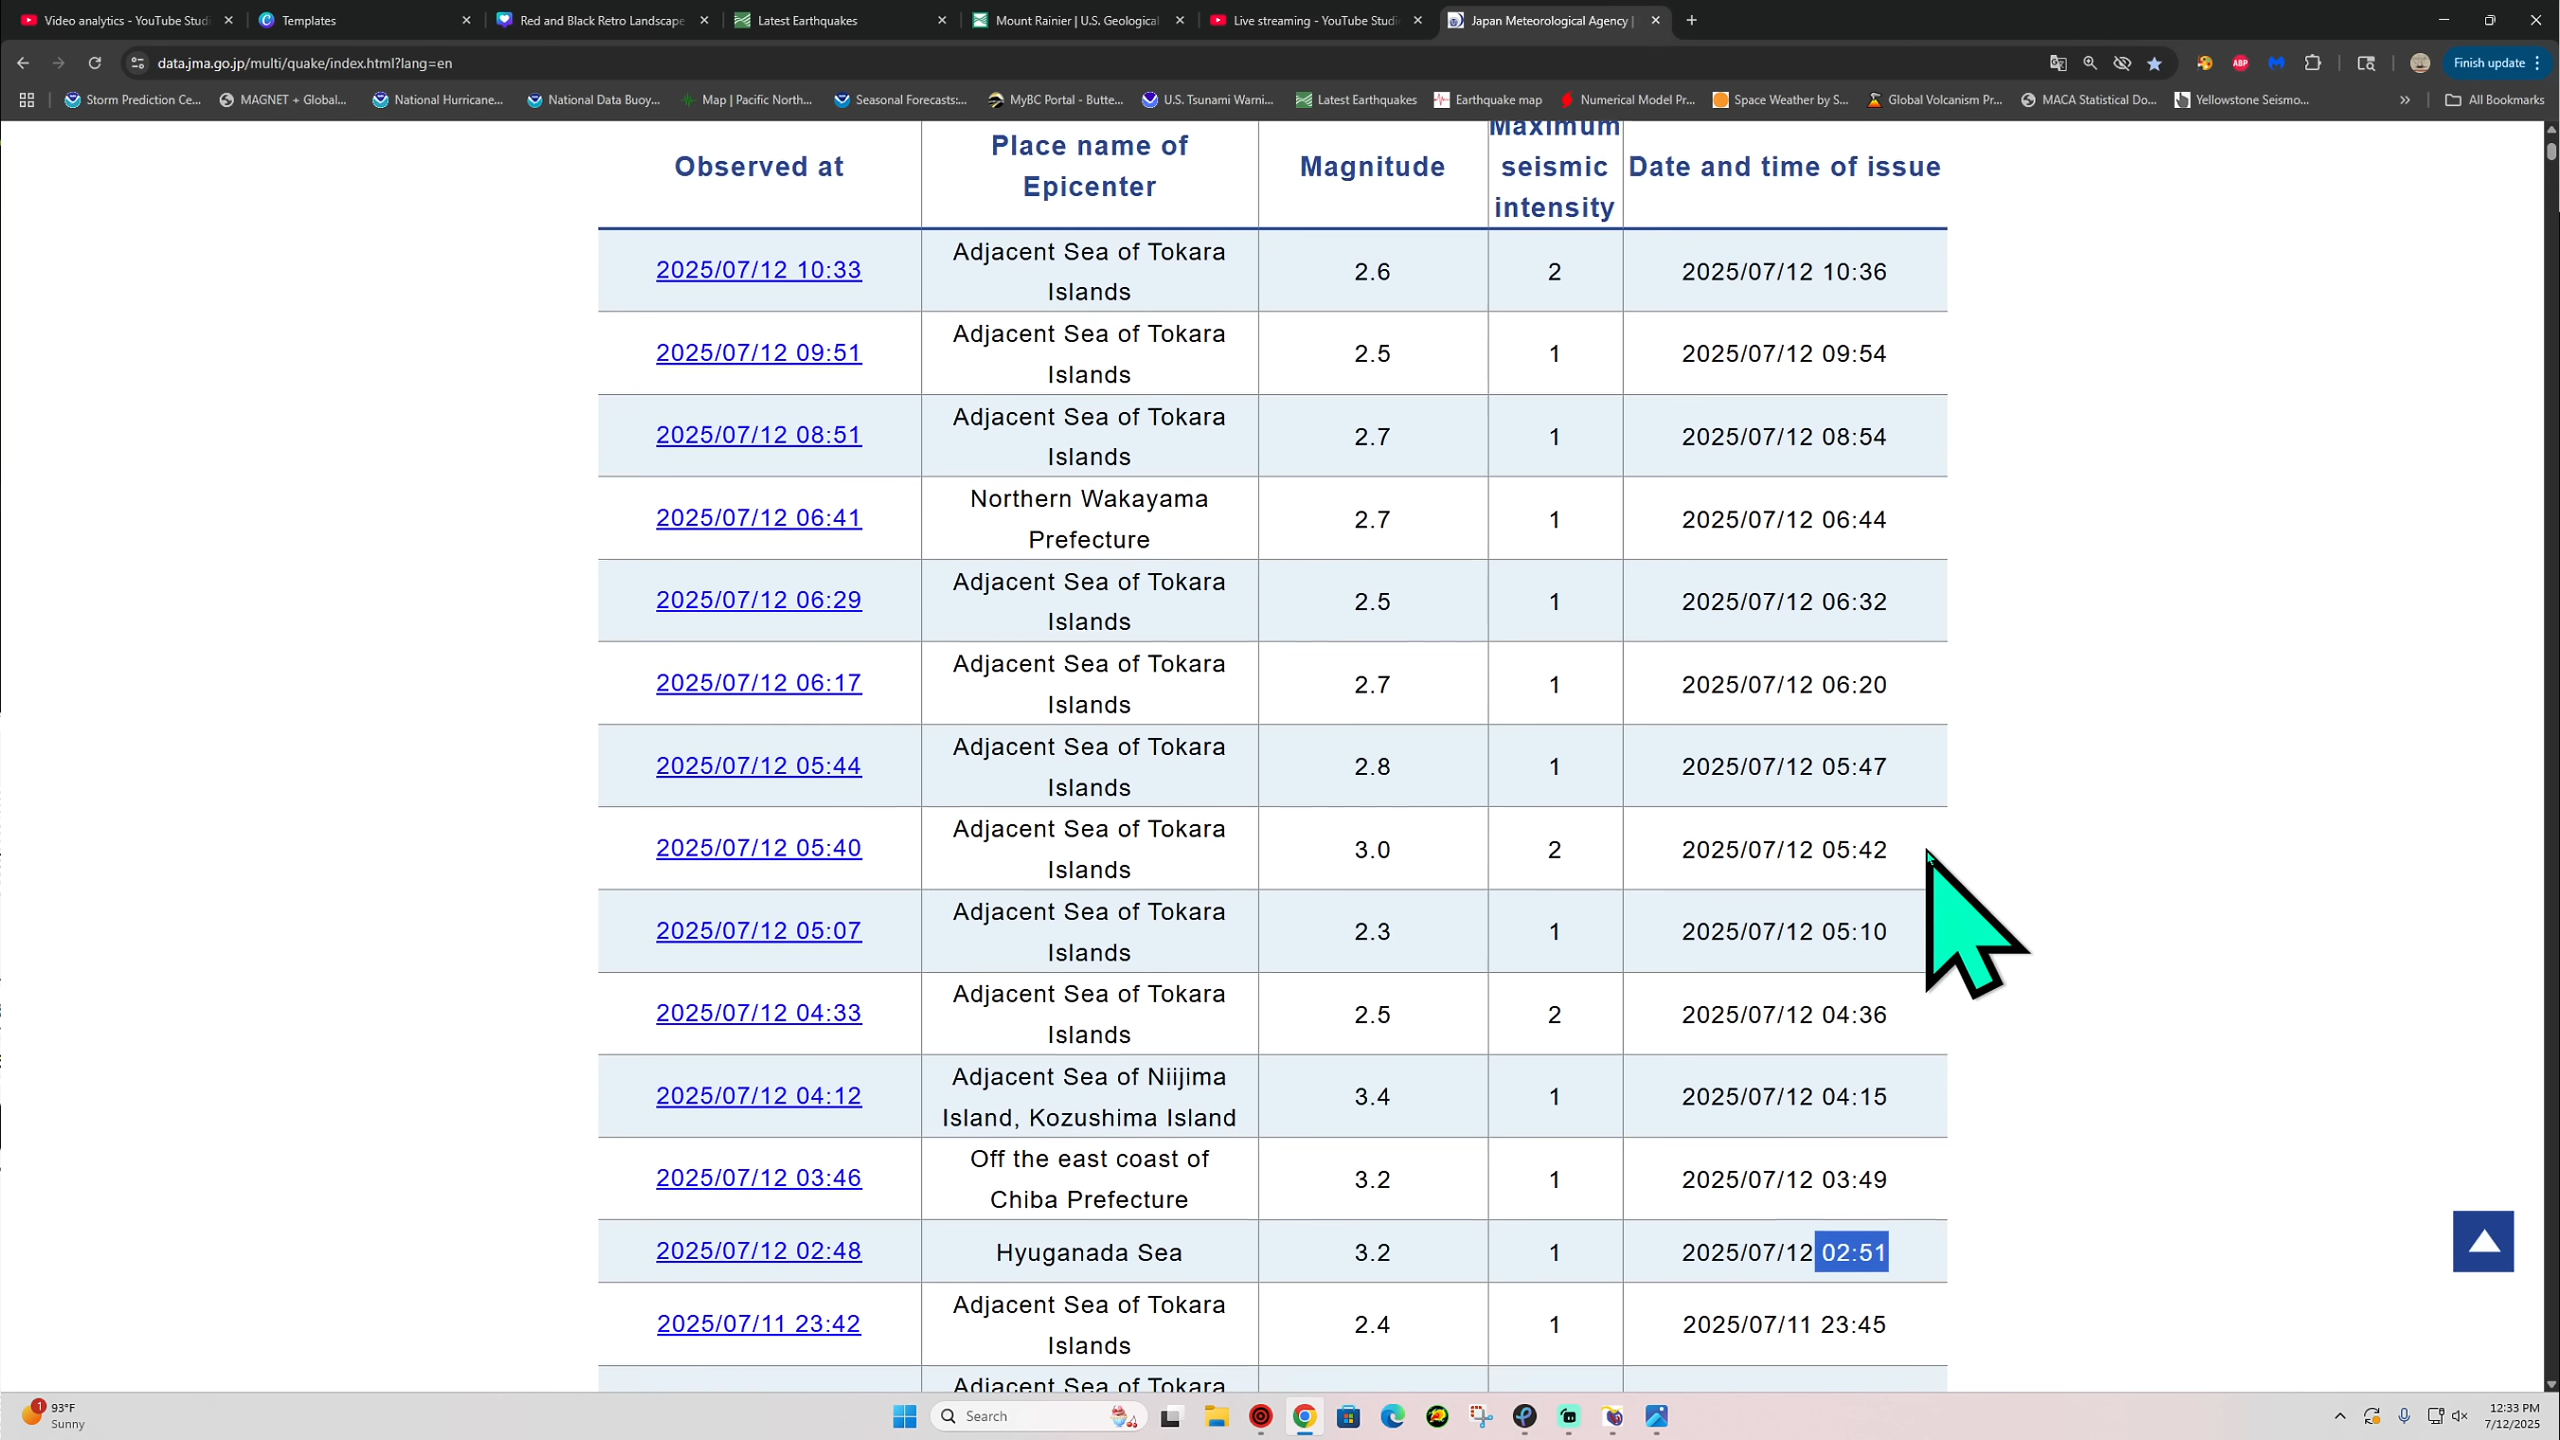 Video analytics - YouTube Studi
Templates
Red and Black Retro Landscape
Latest Earthquakes
Mount Rainier | U.S. Geological
Live streaming - YouTube Studi
Japan Meteorological Agency |
data.jma.go.jp/multi/quake/index.html?lang=en
ABP
Finish update
Storm Prediction Ce...
MAGNET + Global...
National Hurricane...
National Data Buoy...
Map | Pacific North...
Seasonal Forecasts:...
MyBC Portal - Butte...
U.S. Tsunami Warni...
Latest Earthquakes
Earthquake map
Numerical Model Pr...
Space Weather by S...
Global Volcanism Pr...
MACA Statistical Do...
Yellowstone Seismo...
All Bookmarks
Observed at
Place name of
Epicenter
Magnitude
Maximum
seismic
intensity
Date and time of issue
2025/07/12 10:33
Adjacent Sea of Tokara
Islands
2.6
2
2025/07/12 10:36
2025/07/12 09:51
Adjacent Sea of Tokara
Islands
2.5
1
2025/07/12 09:54
2025/07/12 08:51
Adjacent Sea of Tokara
Islands
2.7
1
2025/07/12 08:54
2025/07/12 06:41
Northern Wakayama
Prefecture
2.7
1
2025/07/12 06:44
2025/07/12 06:29
Adjacent Sea of Tokara
Islands
2.5
1
2025/07/12 06:32
2025/07/12 06:17
Adjacent Sea of Tokara
Islands
2.7
1
2025/07/12 06:20
2025/07/12 05:44
Adjacent Sea of Tokara
Islands
2.8
1
2025/07/12 05:47
2025/07/12 05:40
Adjacent Sea of Tokara
Islands
3.0
2
2025/07/12 05:42
2025/07/12 05:07
Adjacent Sea of Tokara
Islands
2.3
1
2025/07/12 05:10
2025/07/12 04:33
Adjacent Sea of Tokara
Islands
2.5
2
2025/07/12 04:36
2025/07/12 04:12
Adjacent Sea of Niijima
Island, Kozushima Island
3.4
1
2025/07/12 04:15
2025/07/12 03:46
Off the east coast of
Chiba Prefecture
3.2
1
2025/07/12 03:49
2025/07/12 02:48
Hyuganada Sea
3.2
1
2025/07/12 02:51
2025/07/11 23:42
Adjacent Sea of Tokara
Islands
2.4
1
2025/07/11 23:45
Adjacent Sea of Tokara
1
93°F
Sunny
Search
12:33 PM
7/12/2025